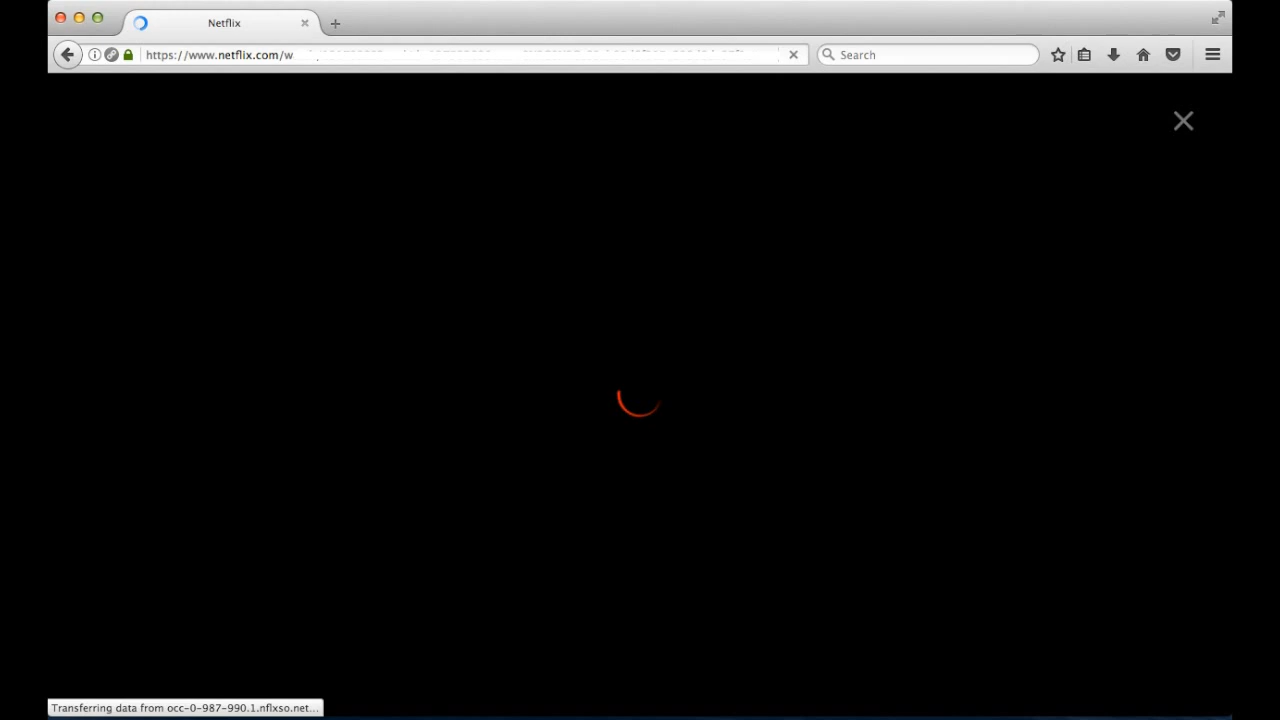 Netflix
https://www.netflix.com/w
Search
Transferring data from occ-0-987-990.1.nflxso.net...